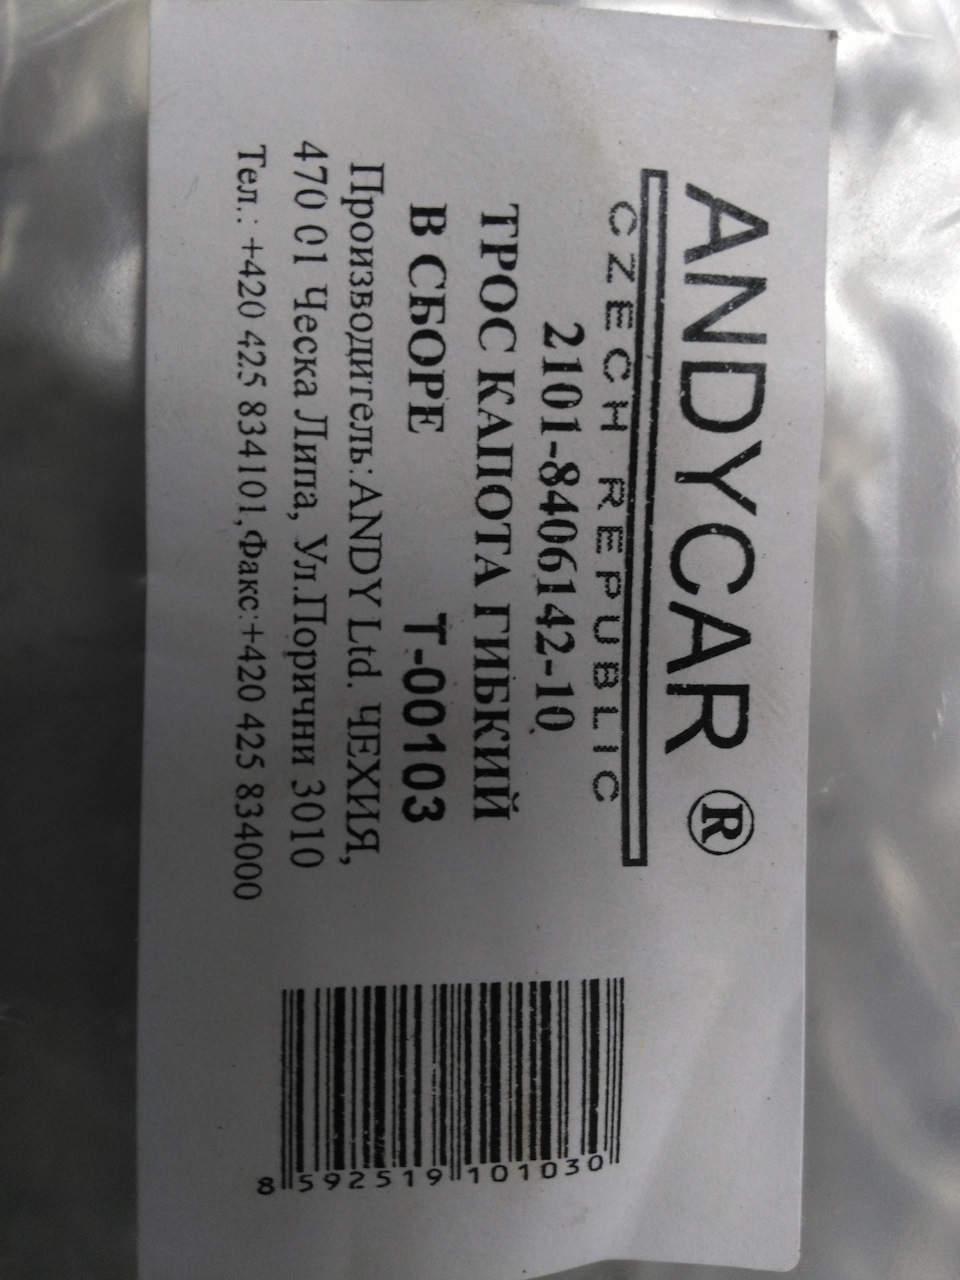 ANDYCAR ®
CZECH REPUBLIC
2101-8406142-10
ТРОС КАПОТА ГИБКИЙ
В СБОРЕ Т-00103
Производитель:ANDY Ltd. ЧЕХИЯ,
470 01 Ческа Липа, Ул.Порични 3010
Тел.: +420 425 834101,Факс:+420 425 834000
8 592519 101030